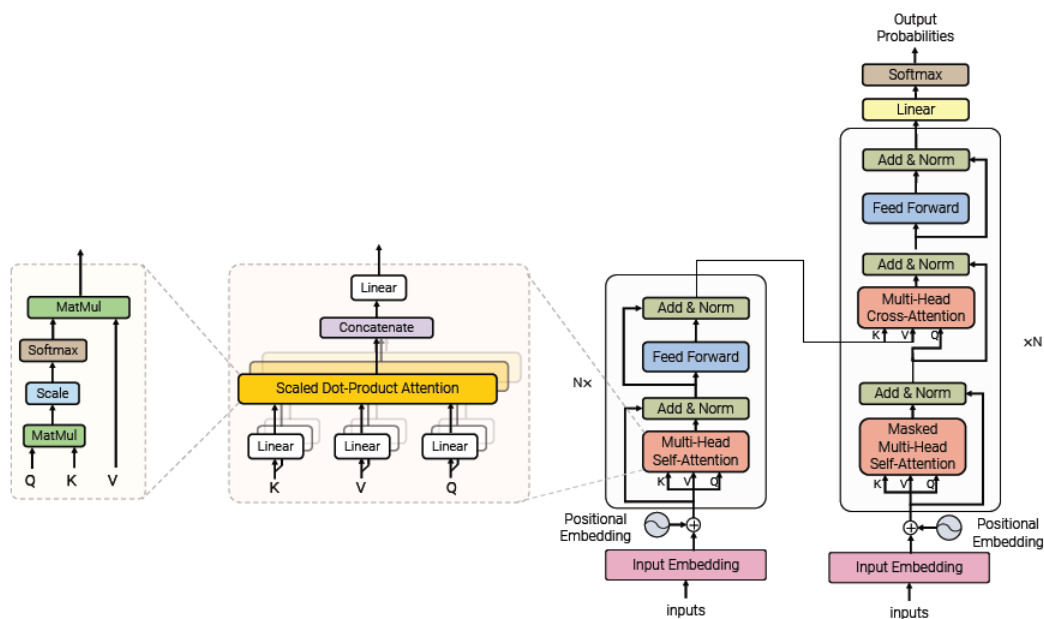 MatMul
Softmax
Scale
MatMul
Q K V
Linear
Concatenate
Scaled Dot-Product Attention
Linear Linear Linear
K V Q
N×
Add & Norm
Feed Forward
Add & Norm
Multi-Head
Self-Attention
K V Q
Positional
Embedding
Input Embedding
inputs
Output
Probabilities
Softmax
Linear
Add & Norm
Feed Forward
Add & Norm
Multi-Head
Cross-Attention
K V Q
×N
Add & Norm
Masked
Multi-Head
Self-Attention
K V Q
Positional
Embedding
Input Embedding
inputs